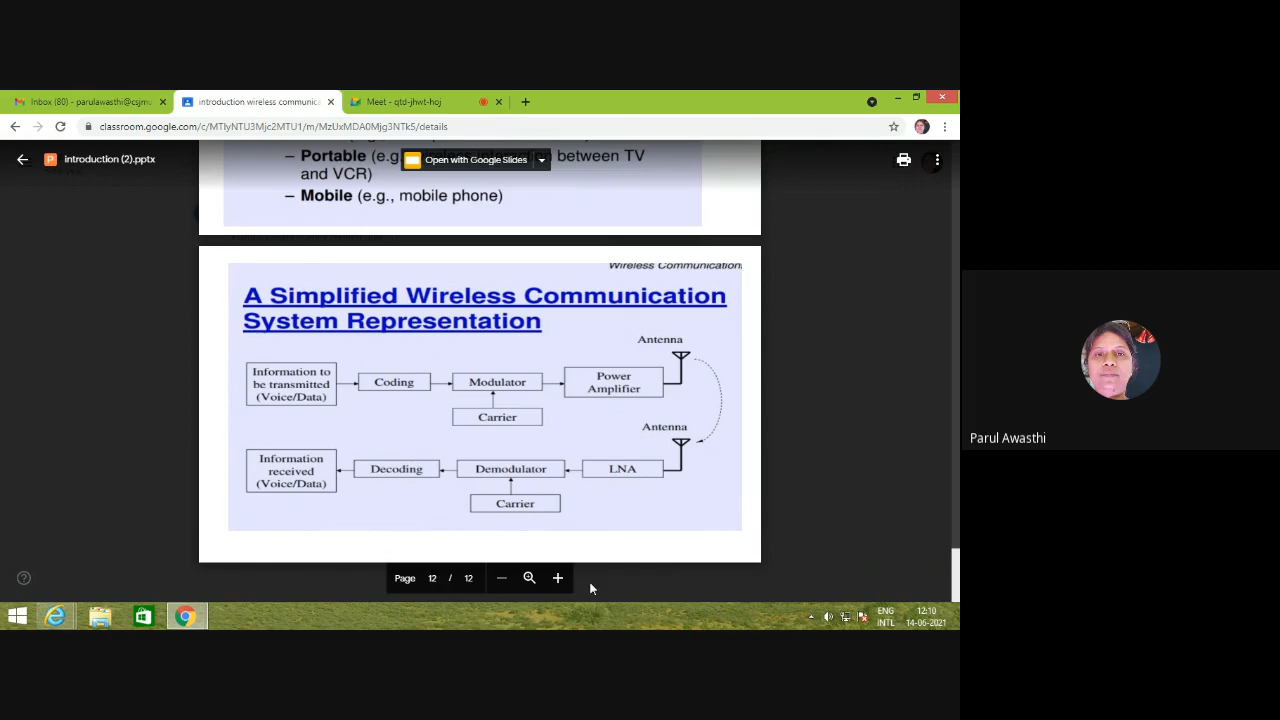 Inbox (80) - parulawasthi@csjmu
introduction wireless communica
Meet - qtd-jhwt-hoj
classroom.google.com/c/MTIyNTU3Mjc2MTU1/m/MzUxMDA0Mjg3NTk5/details
introduction (2).pptx
Open with Google Slides
– Portable (e.g., between TV
and VCR)
– Mobile (e.g., mobile phone)
Wireless Communication
A Simplified Wireless Communication
System Representation
Antenna
Information to
be transmitted
(Voice/Data)
Coding
Modulator
Power
Amplifier
Carrier
Antenna
Information
received
(Voice/Data)
Decoding
Demodulator
LNA
Carrier
Parul Awasthi
Page 12 / 12
ENG
INTL
12:10
14-06-2021